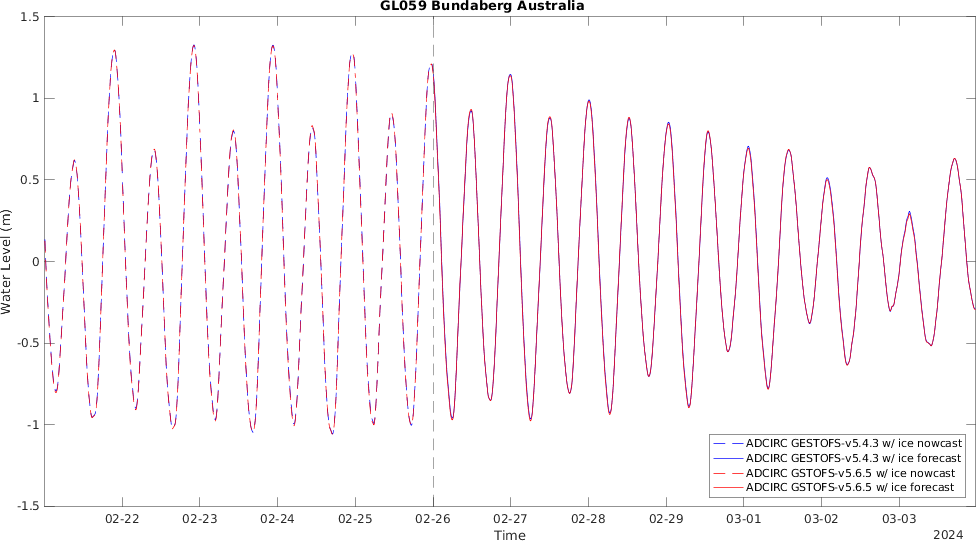 GL059 Bundaberg Australia
1.5
1
0.5
0
-0.5
-1
-1.5
Water Level (m)
02-22 02-23 02-24 02-25 02-26 02-27 02-28 02-29 03-01 03-02 03-03
Time
2024
ADCIRC GESTOFS-v5.4.3 w/ ice nowcast
ADCIRC GESTOFS-v5.4.3 w/ ice forecast
ADCIRC GSTOFS-v5.6.5 w/ ice nowcast
ADCIRC GSTOFS-v5.6.5 w/ ice forecast